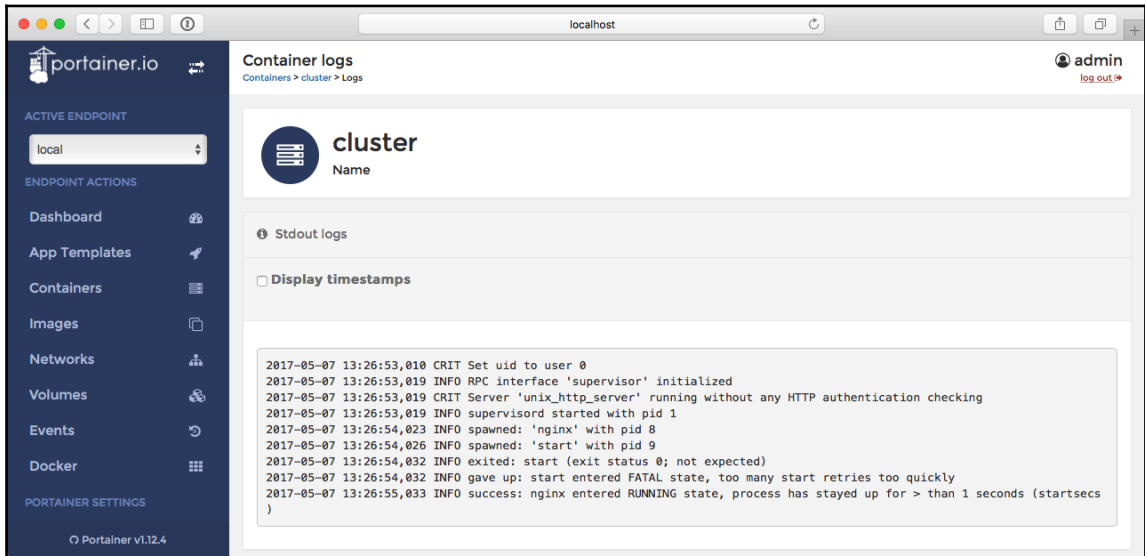 localhost
portainer.io
Container logs
Containers > cluster > Logs
admin
log out
ACTIVE ENDPOINT
local
ENDPOINT ACTIONS
Dashboard
App Templates
Containers
Images
Networks
Volumes
Events
Docker
PORTAINER SETTINGS
Portainer v1.12.4
cluster
Name
Stdout logs
Display timestamps
2017-05-07 13:26:53,010 CRIT Set uid to user 0
2017-05-07 13:26:53,019 INFO RPC interface 'supervisor' initialized
2017-05-07 13:26:53,019 CRIT Server 'unix_http_server' running without any HTTP authentication checking
2017-05-07 13:26:53,019 INFO supervisord started with pid 1
2017-05-07 13:26:54,023 INFO spawned: 'nginx' with pid 8
2017-05-07 13:26:54,026 INFO spawned: 'start' with pid 9
2017-05-07 13:26:54,032 INFO exited: start (exit status 0; not expected)
2017-05-07 13:26:54,032 INFO gave up: start entered FATAL state, too many start retries too quickly
2017-05-07 13:26:55,033 INFO success: nginx entered RUNNING state, process has stayed up for > than 1 seconds (startsecs
)